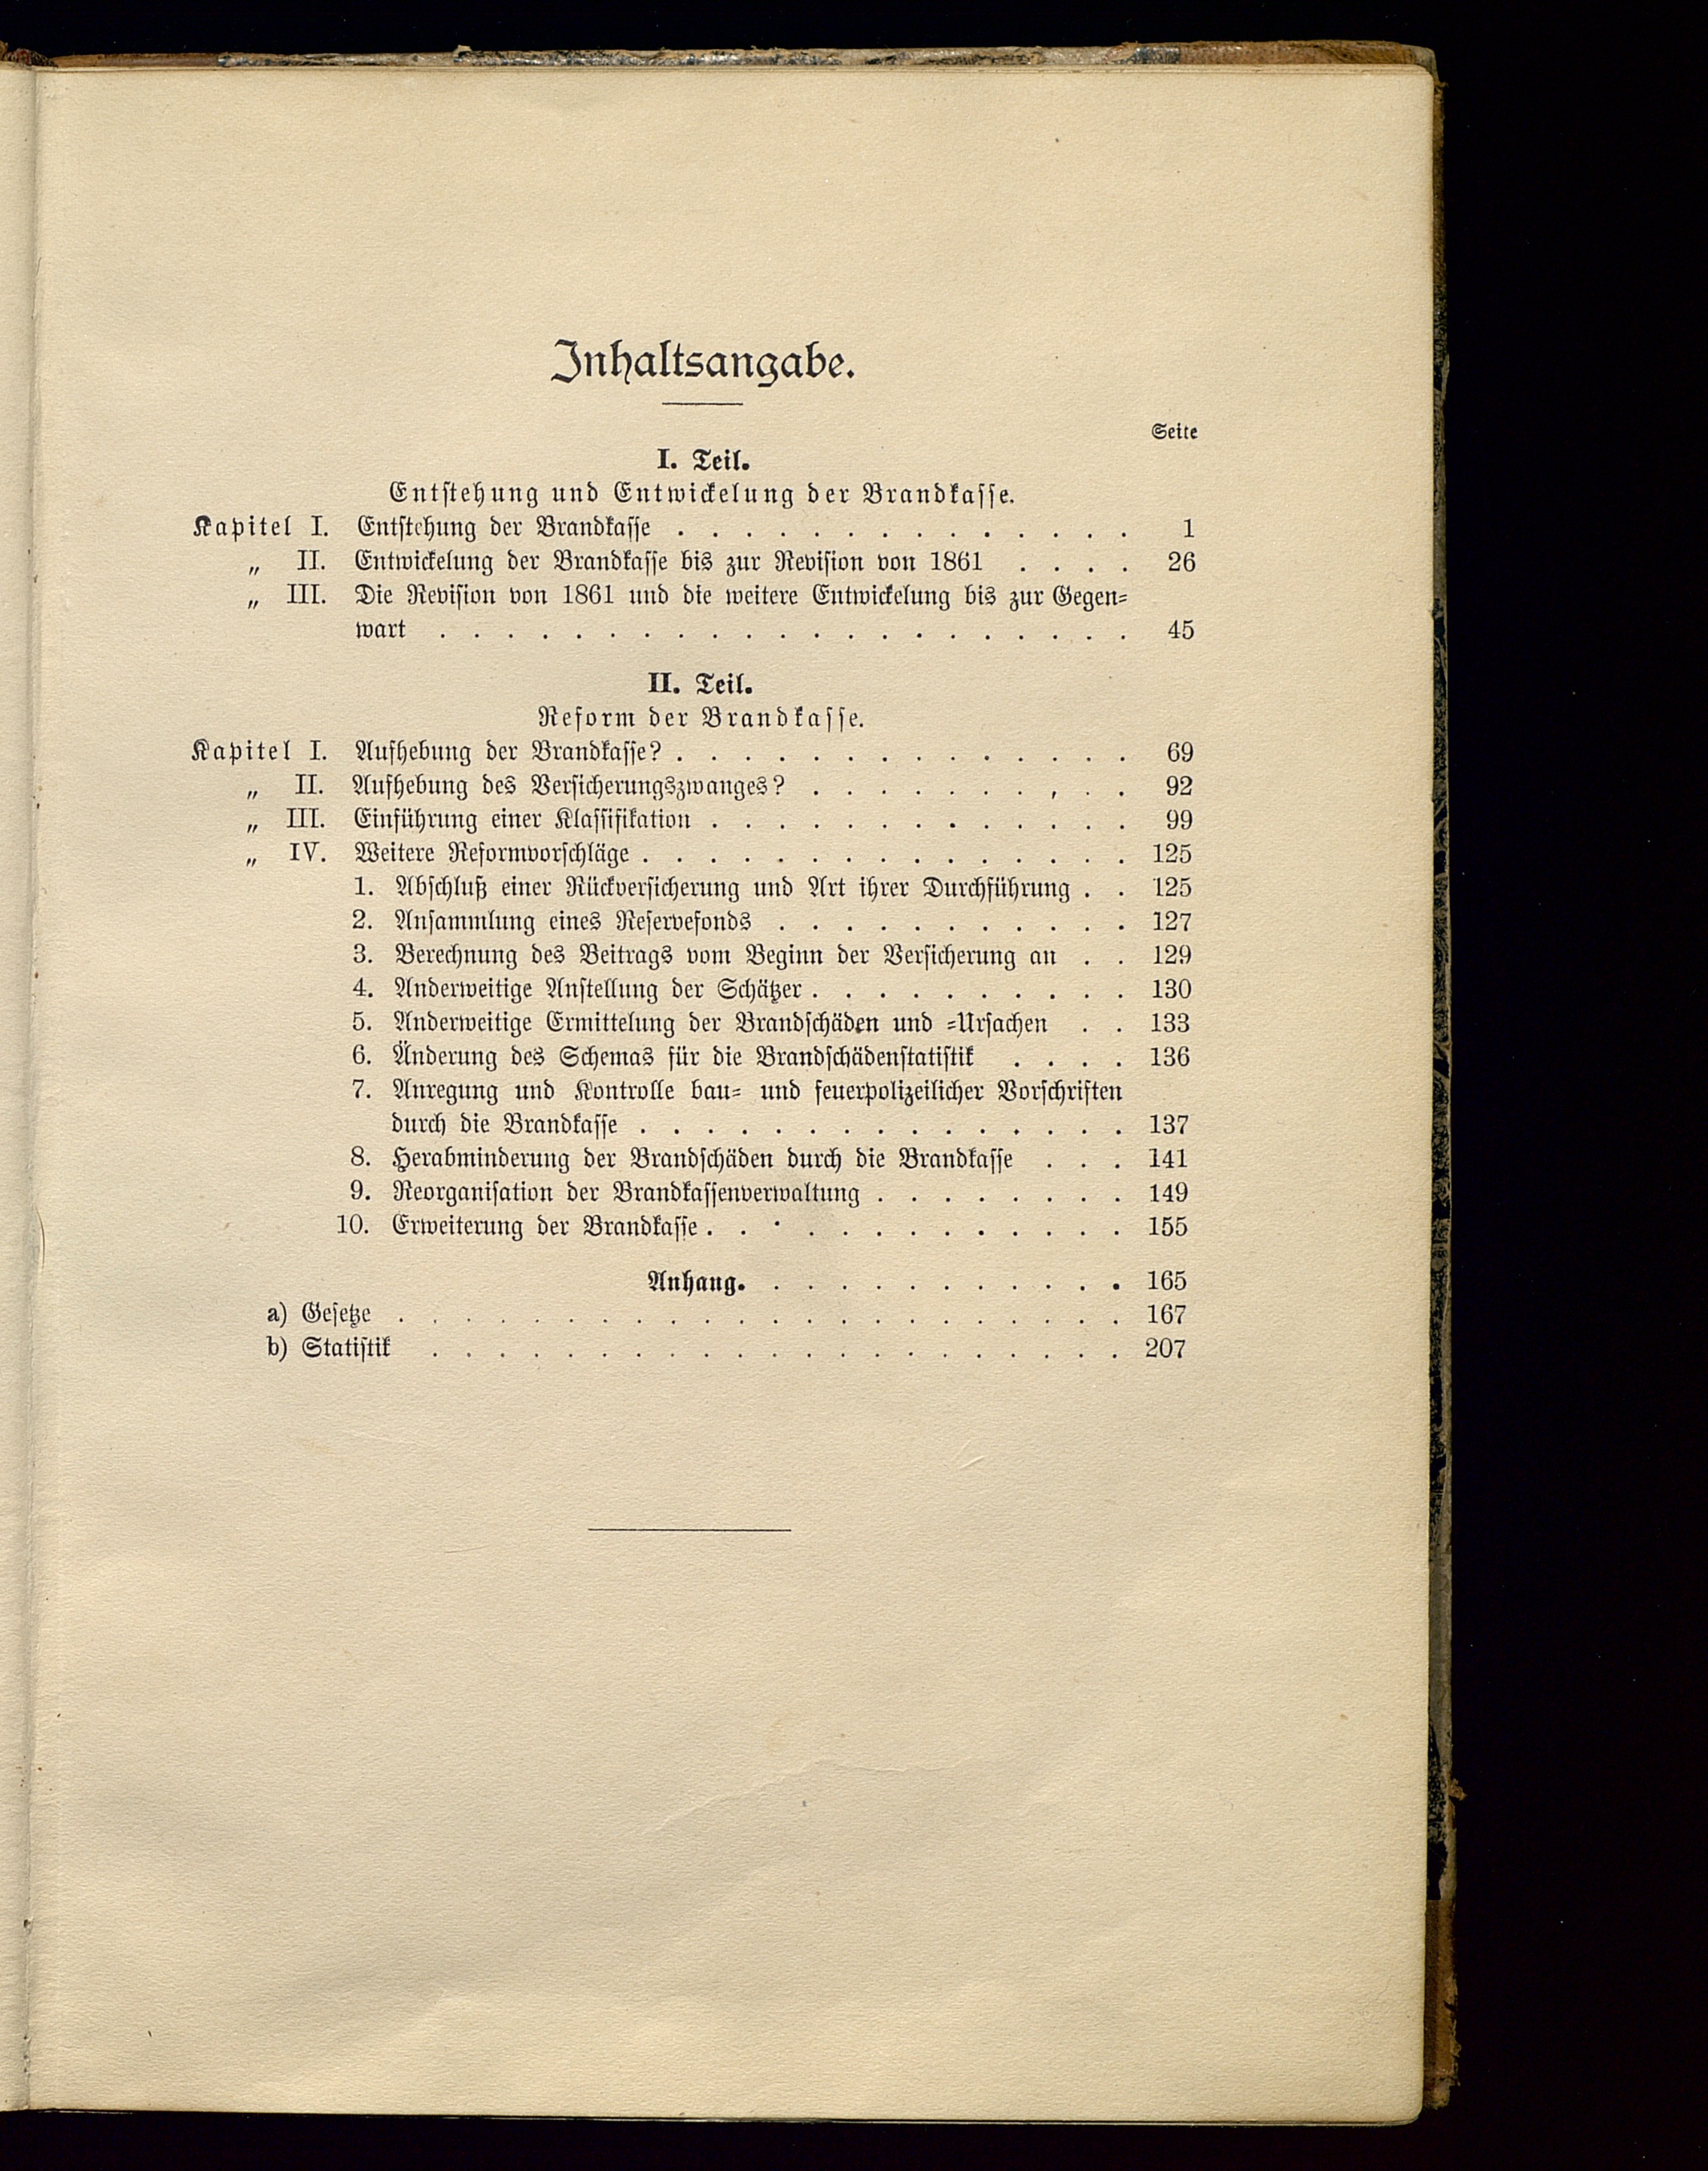 Inhaltsangabe.
Seite
I. Teil.
Entstehung und Entwickelung der Brandkasse.
Kapitel I. Entstehung der Brandkasse . . . . . . . . . . . . . . 1
„ II. Entwickelung der Brandkasse bis zur Revision von 1861 . . . . 26
„ III. Die Revision von 1861 und die weitere Entwickelung bis zur Gegen-
wart . . . . . . . . . . . . . . . . . . . . . 45
II. Teil.
Reform der Brandkasse.
Kapitel I. Aufhebung der Brandkasse? . . . . . . . . . . . . . . 69
„ II. Aufhebung des Versicherungszwanges? . . . . . . . . . . 92
„ III. Einführung einer Klassifikation . . . . . . . . . . . . . 99
„ IV. Weitere Reformvorschläge . . . . . . . . . . . . . . . 125
1. Abschluß einer Rückversicherung und Art ihrer Durchführung . . 125
2. Ansammlung eines Reservefonds . . . . . . . . . . . 127
3. Berechnung des Beitrags vom Beginn der Versicherung an . . 129
4. Anderweitige Anstellung der Schätzer . . . . . . . . . . 130
5. Anderweitige Ermittelung der Brandschäden und -Ursachen . . 133
6. Änderung des Schemas für die Brandschädenstatistik . . . . 136
7. Anregung und Kontrolle bau- und feuerpolizeilicher Vorschriften
durch die Brandkasse . . . . . . . . . . . . . . . 137
8. Herabminderung der Brandschäden durch die Brandkasse . . . 141
9. Reorganisation der Brandkassenverwaltung . . . . . . . . 149
10. Erweiterung der Brandkasse . . . . . . . . . . . . . 155
Anhang. . . . . . . . . . . . 165
a) Gesetze . . . . . . . . . . . . . . . . . . . . . . 167
b) Statistik . . . . . . . . . . . . . . . . . . . . . 207